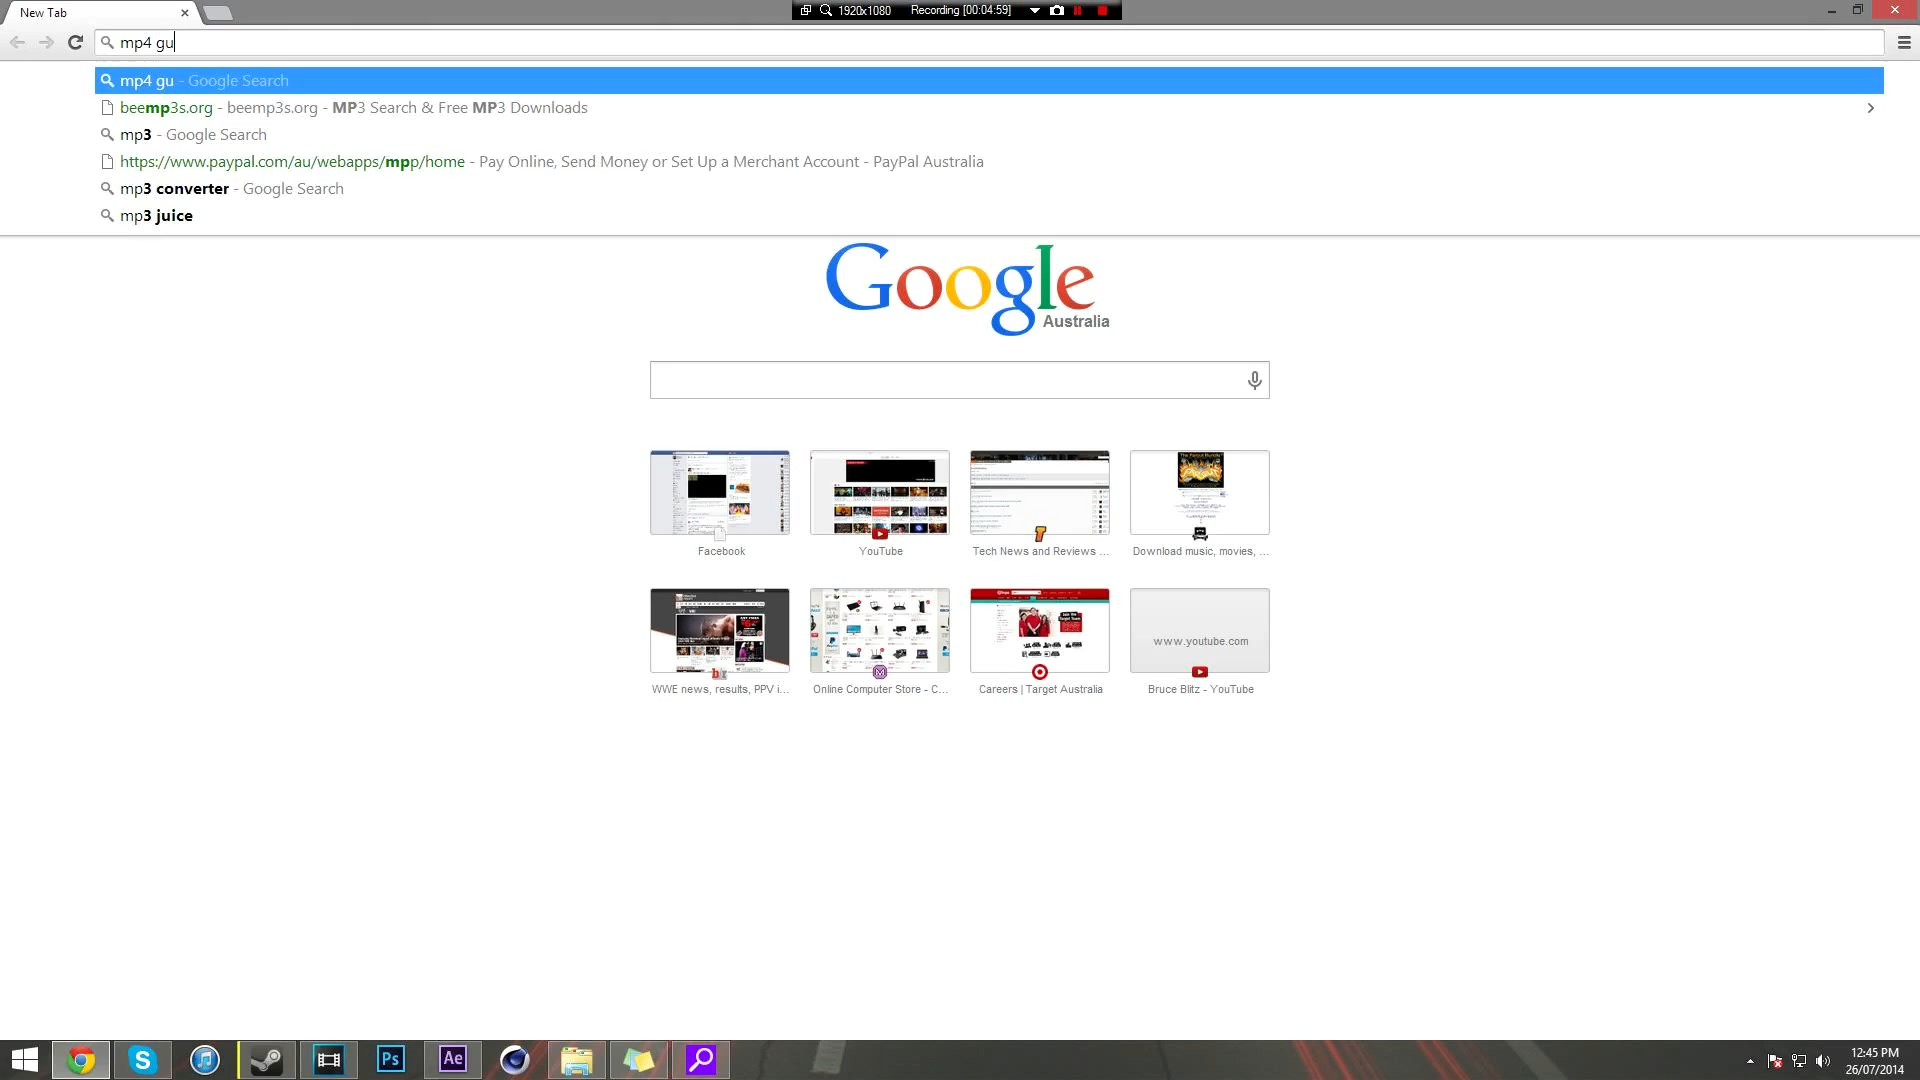 New Tab
1920x1080 Recording [00:04:59]
mp4 gu
mp4 gu - Google Search
beemp3s.org - beemp3s.org - MP3 Search & Free MP3 Downloads
mp3 - Google Search
https://www.paypal.com/au/webapps/mpp/home - Pay Online, Send Money or Set Up a Merchant Account - PayPal Australia
mp3 converter - Google Search
mp3 juice
Google
Australia
Facebook
YouTube
Tech News and Reviews ...
Download music, movies, ...
www.youtube.com
WWE news, results, PPV i...
Online Computer Store - C...
Careers | Target Australia
Bruce Blitz - YouTube
Ps
Ae
12:45 PM
26/07/2014